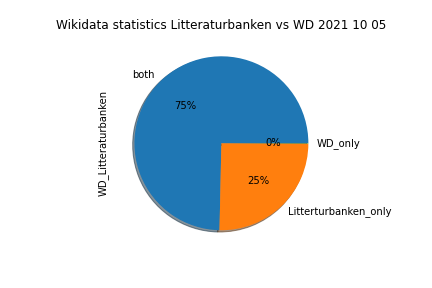 Wikidata statistics Litteraturbanken vs WD 2021 10 05
both
75%
WD_Litteraturbanken
0%
WD_only
25%
Litterturbanken_only